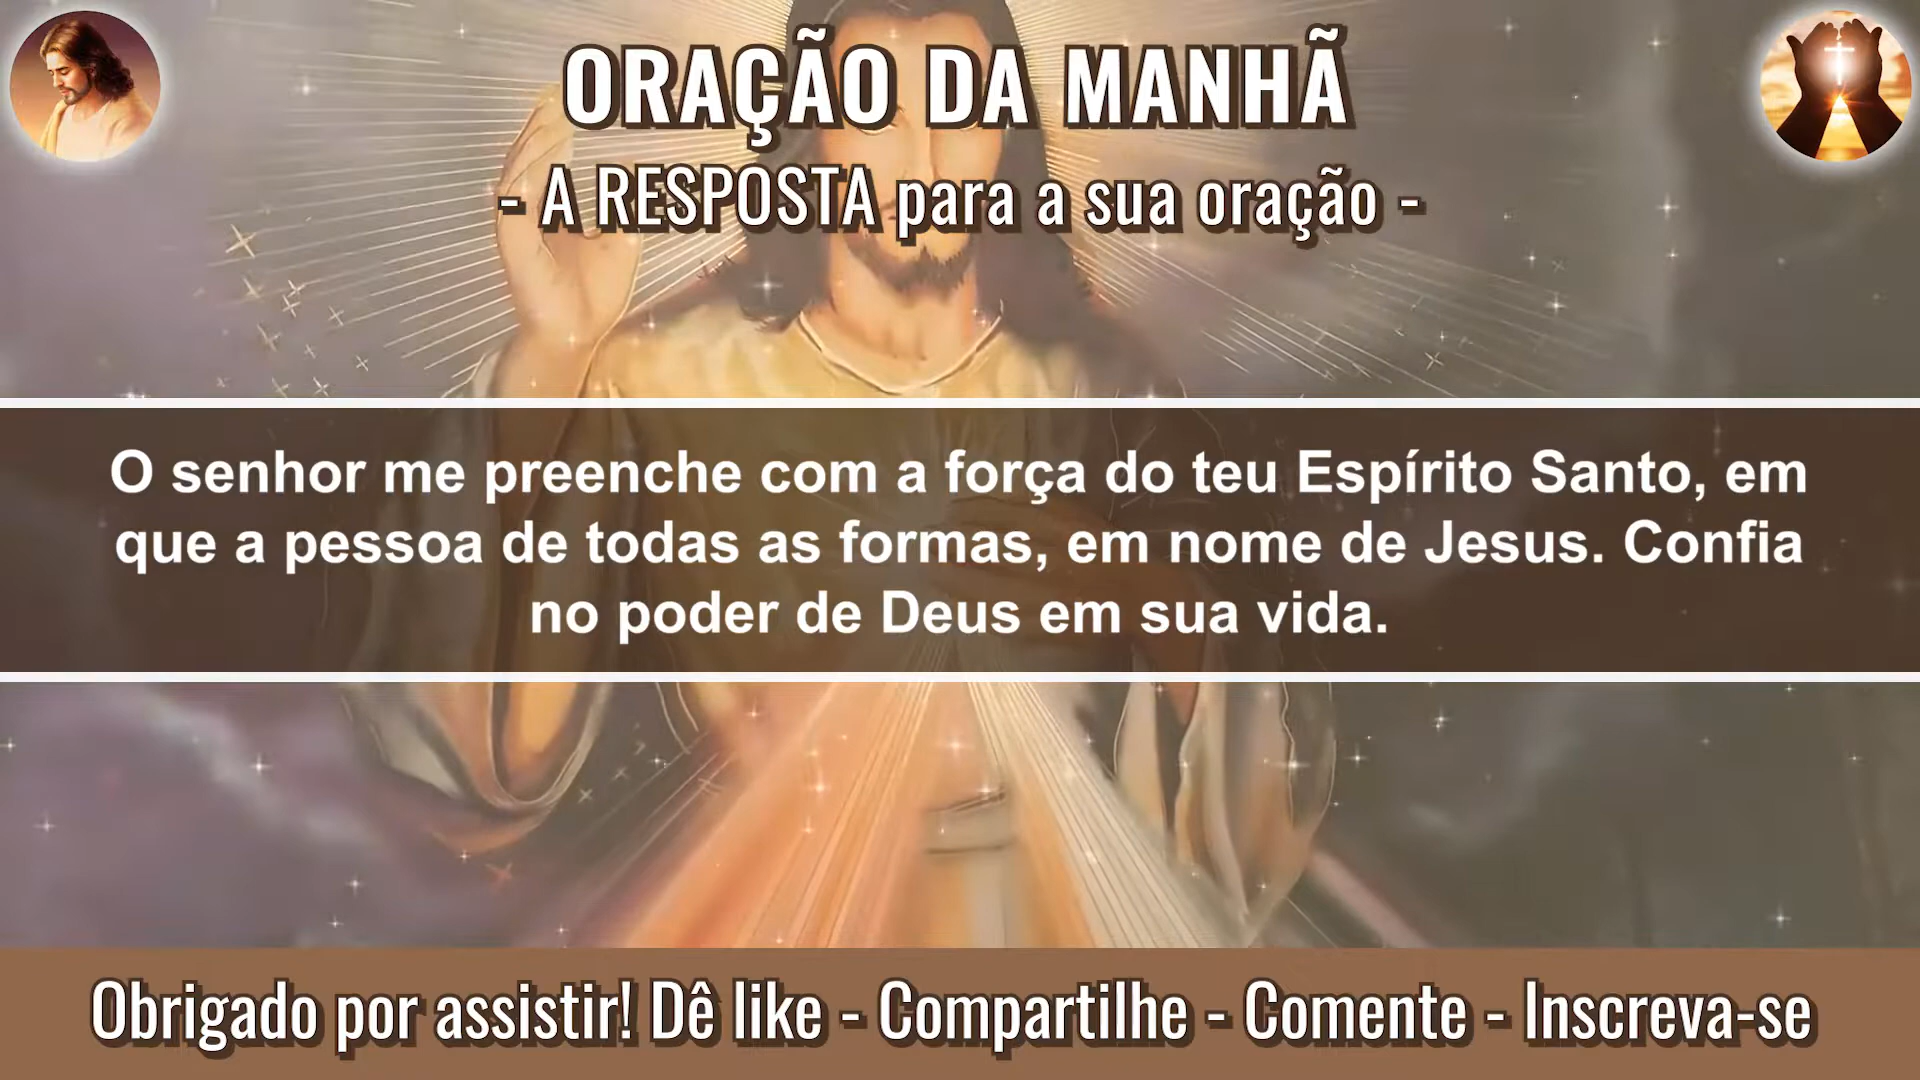 ORAÇÃO DA MANHÃ
- A RESPOSTA para a sua oração -
O senhor me preenche com a força do teu Espírito Santo, em
que a pessoa de todas as formas, em nome de Jesus. Confia
no poder de Deus em sua vida.
Obrigado por assistir! Dê like - Compartilhe - Comente - Inscreva-se